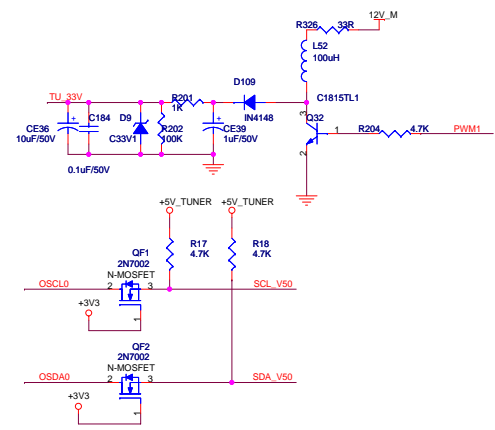 12V_M
R326 33R
L52
100uH
D109
C1815TL1
TU_33V
R201
1K
C184
D9
IN4148
3
Q32
CE36
C33V1
R202
CE39
1
R204
4.7K
PWM1
10uF/50V
100K
1uF/50V
2
0.1uF/50V
+5V_TUNER
+5V_TUNER
QF1
R17
R18
2N7002
4.7K
4.7K
N-MOSFET
OSCL0
2
3
SCL_V50
+3V3
1
QF2
2N7002
N-MOSFET
OSDA0
2
3
SDA_V50
+3V3
1